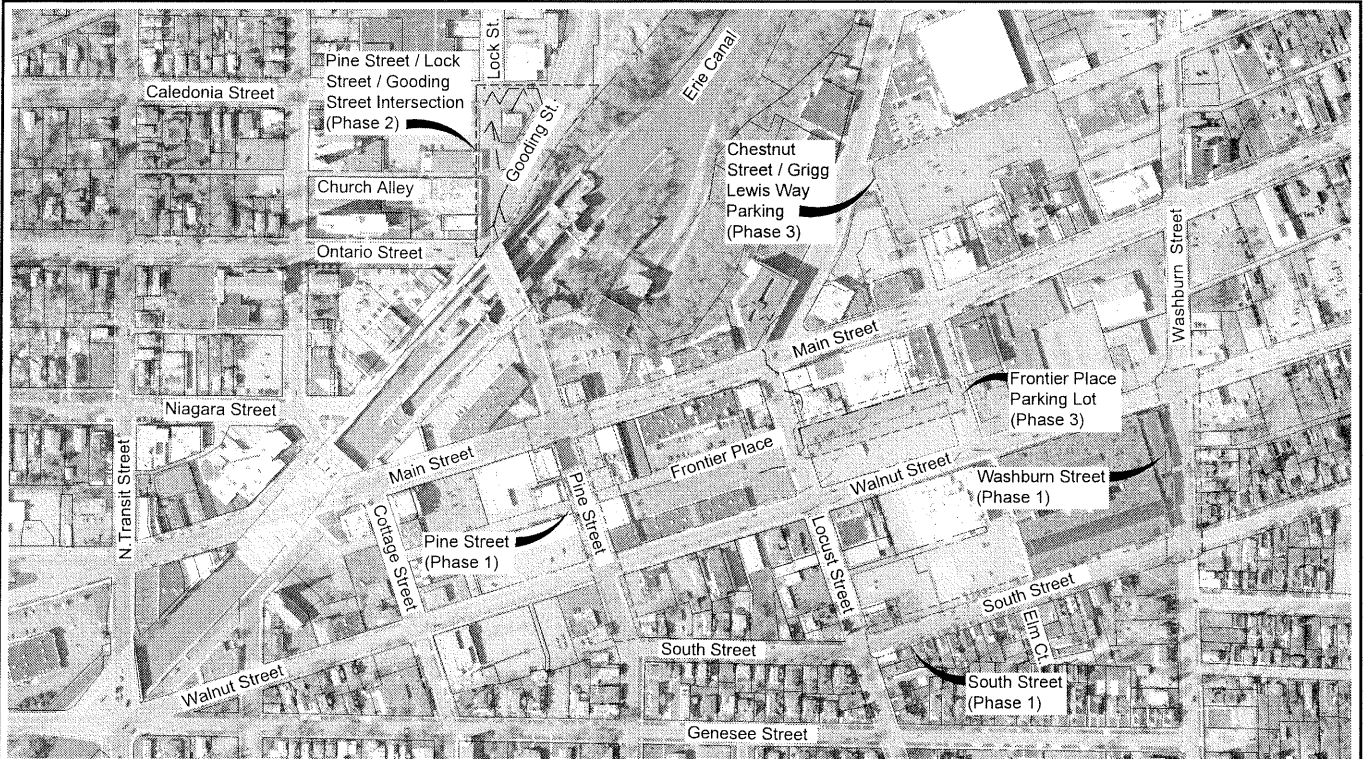 Lock St.
Pine Street / Lock
Street / Gooding
Street Intersection
(Phase 2)
Erie Canal
Caledonia Street
Gooding St.
Chestnut
Street / Grigg
Lewis Way
Parking
(Phase 3)
Church Alley
Ontario Street
Washburn Street
Main Street
Frontier Place
Parking Lot
(Phase 3)
Niagara Street
N.Transit Street
Main Street
Frontier Place
Walnut Street
Washburn Street
(Phase 1)
Pine Street
Cottage Street
Pine Street
(Phase 1)
Locust Street
South Street
Elm Ct.
South Street
South Street
(Phase 1)
Walnut Street
Genesee Street